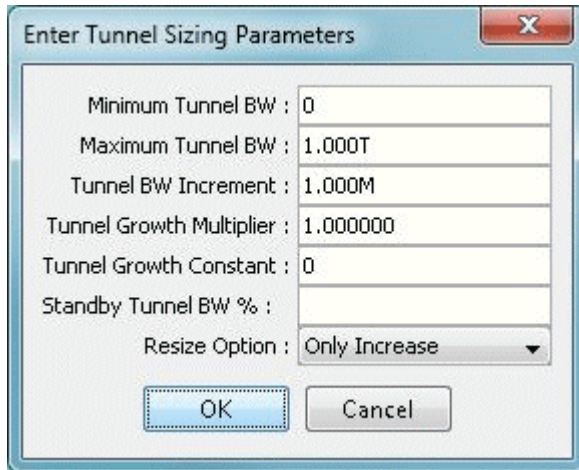 Enter Tunnel Sizing Parameters
Minimum Tunnel BW : 0
Maximum Tunnel BW : 1.000T
Tunnel BW Increment : 1.000M
Tunnel Growth Multiplier : 1.000000
Tunnel Growth Constant : 0
Standby Tunnel BW % :
Resize Option : Only Increase
OK Cancel